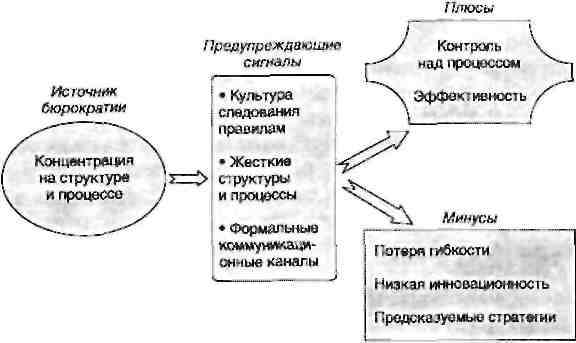 Источник
бюрократии
Концентрация
на структуре
и процессе
Предупреждающие
сигналы
• Культура
следования
правилам
• Жесткие
структуры
и процессы
• Формальные
коммуникаци-
онные каналы
Плюсы
Контроль
над процессом
Эффективность
Минусы
Потеря гибкости
Низкая инновационность
Предсказуемые стратегии